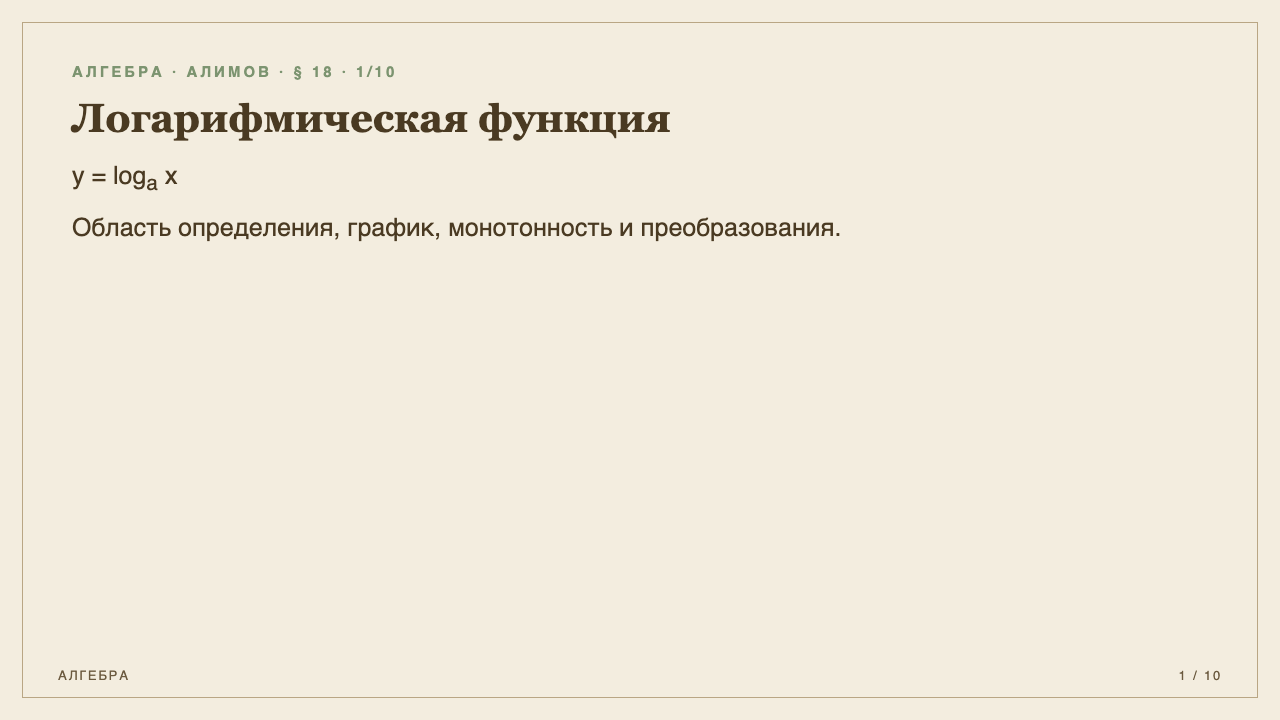 АЛГЕБРА · АЛИМОВ · § 18 · 1/10
Логарифмическая функция
y = logₐ x
Область определения, график, монотонность и преобразования.
АЛГЕБРА
1 / 10